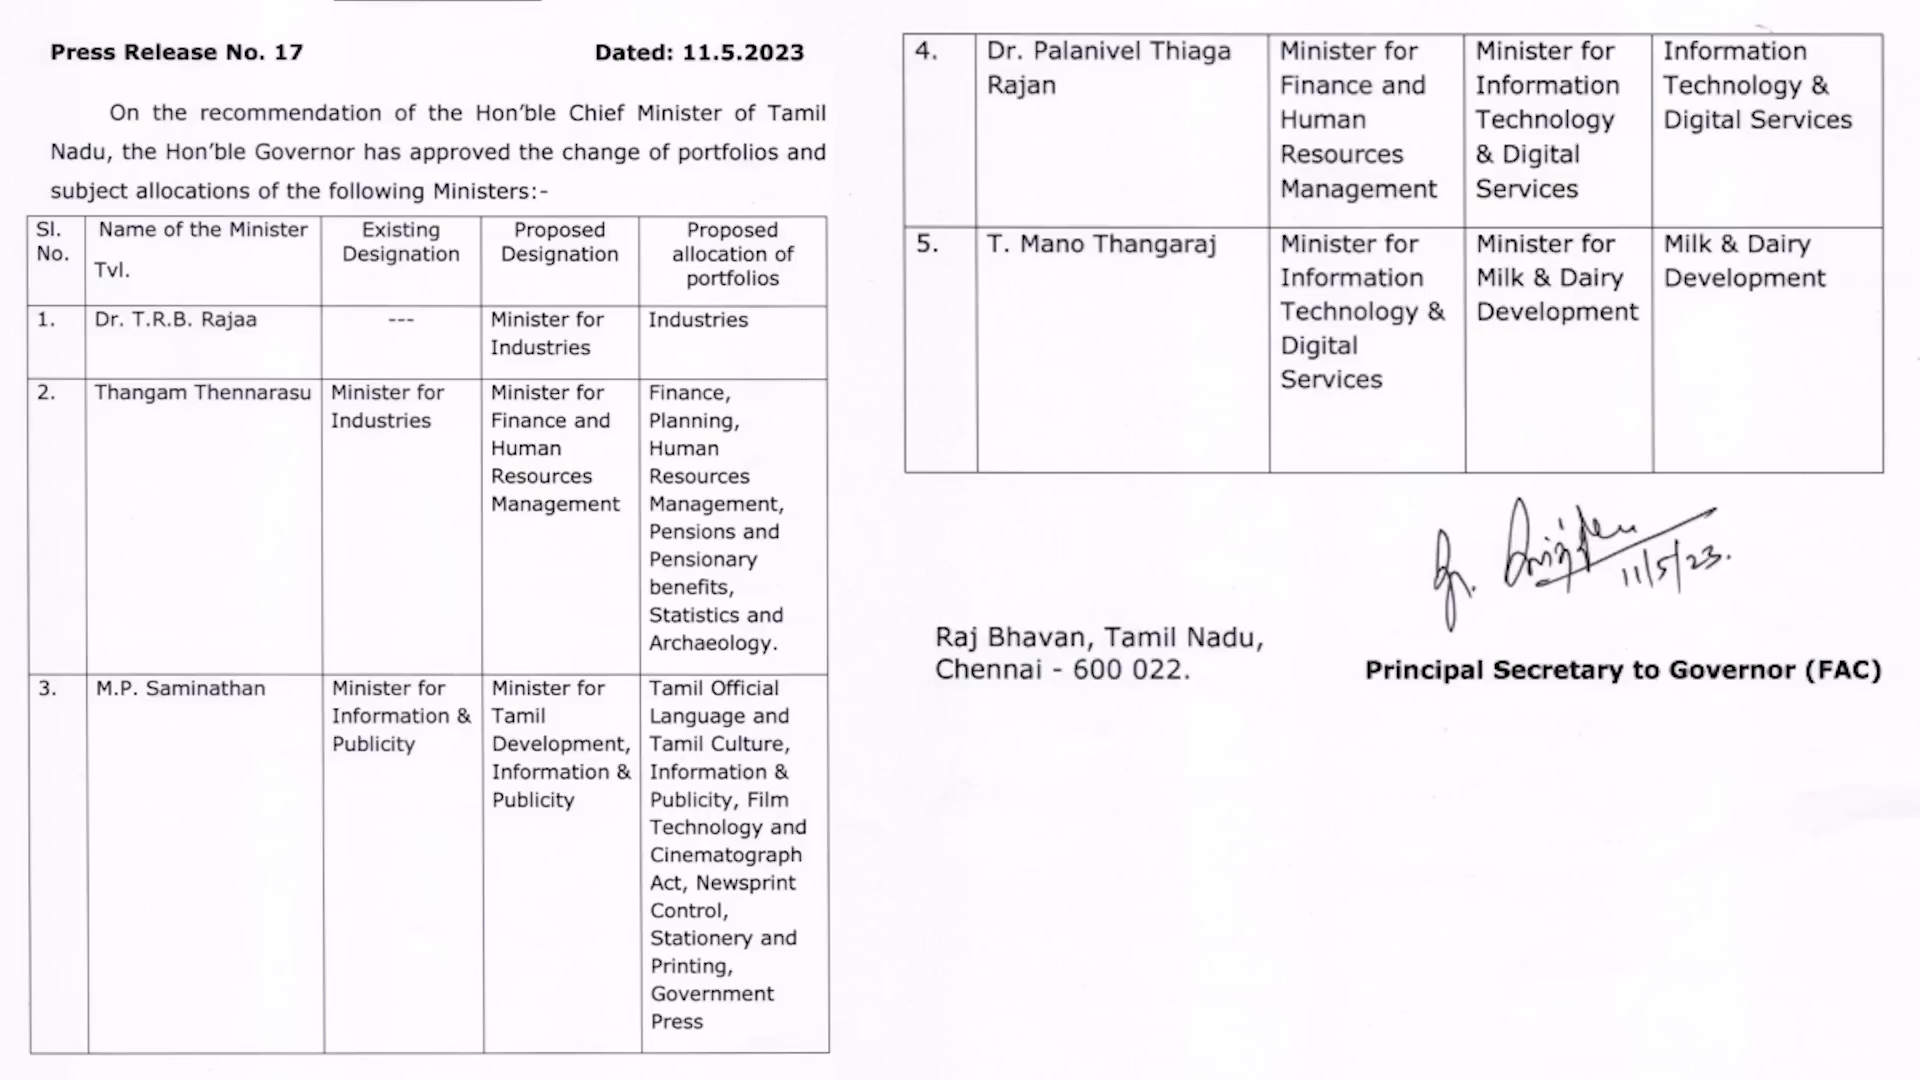 Press Release No. 17 Dated: 11.5.2023
On the recommendation of the Hon'ble Chief Minister of Tamil
Nadu, the Hon'ble Governor has approved the change of portfolios and
subject allocations of the following Ministers:-
Sl. No. Name of the Minister Tvl. Existing Designation Proposed Designation Proposed allocation of portfolios
1. Dr. T.R.B. Rajaa --- Minister for Industries Industries
2. Thangam Thennarasu Minister for Industries Minister for Finance and Human Resources Management Finance, Planning, Human Resources Management, Pensions and Pensionary benefits, Statistics and Archaeology.
3. M.P. Saminathan Minister for Information & Publicity Minister for Tamil Development, Information & Publicity Tamil Official Language and Tamil Culture, Information & Publicity, Film Technology and Cinematograph Act, Newsprint Control, Stationery and Printing, Government Press
4. Dr. Palanivel Thiaga Rajan Minister for Finance and Human Resources Management Minister for Information Technology & Digital Services Information Technology & Digital Services
5. T. Mano Thangaraj Minister for Information Technology & Digital Services Minister for Milk & Dairy Development Milk & Dairy Development
11/5/23.
Raj Bhavan, Tamil Nadu,
Chennai - 600 022.
Principal Secretary to Governor (FAC)